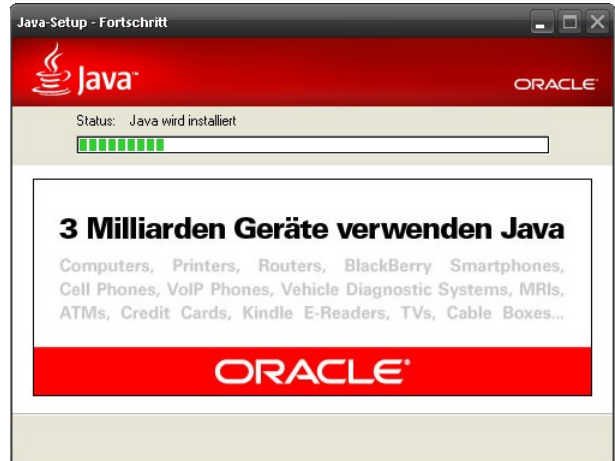 Java-Setup - Fortschritt
Java™
ORACLE®
Status: Java wird installiert
3 Milliarden Geräte verwenden Java
Computers, Printers, Routers, BlackBerry Smartphones,
Cell Phones, VoIP Phones, Vehicle Diagnostic Systems, MRIs,
ATMs, Credit Cards, Kindle E-Readers, TVs, Cable Boxes...
ORACLE®